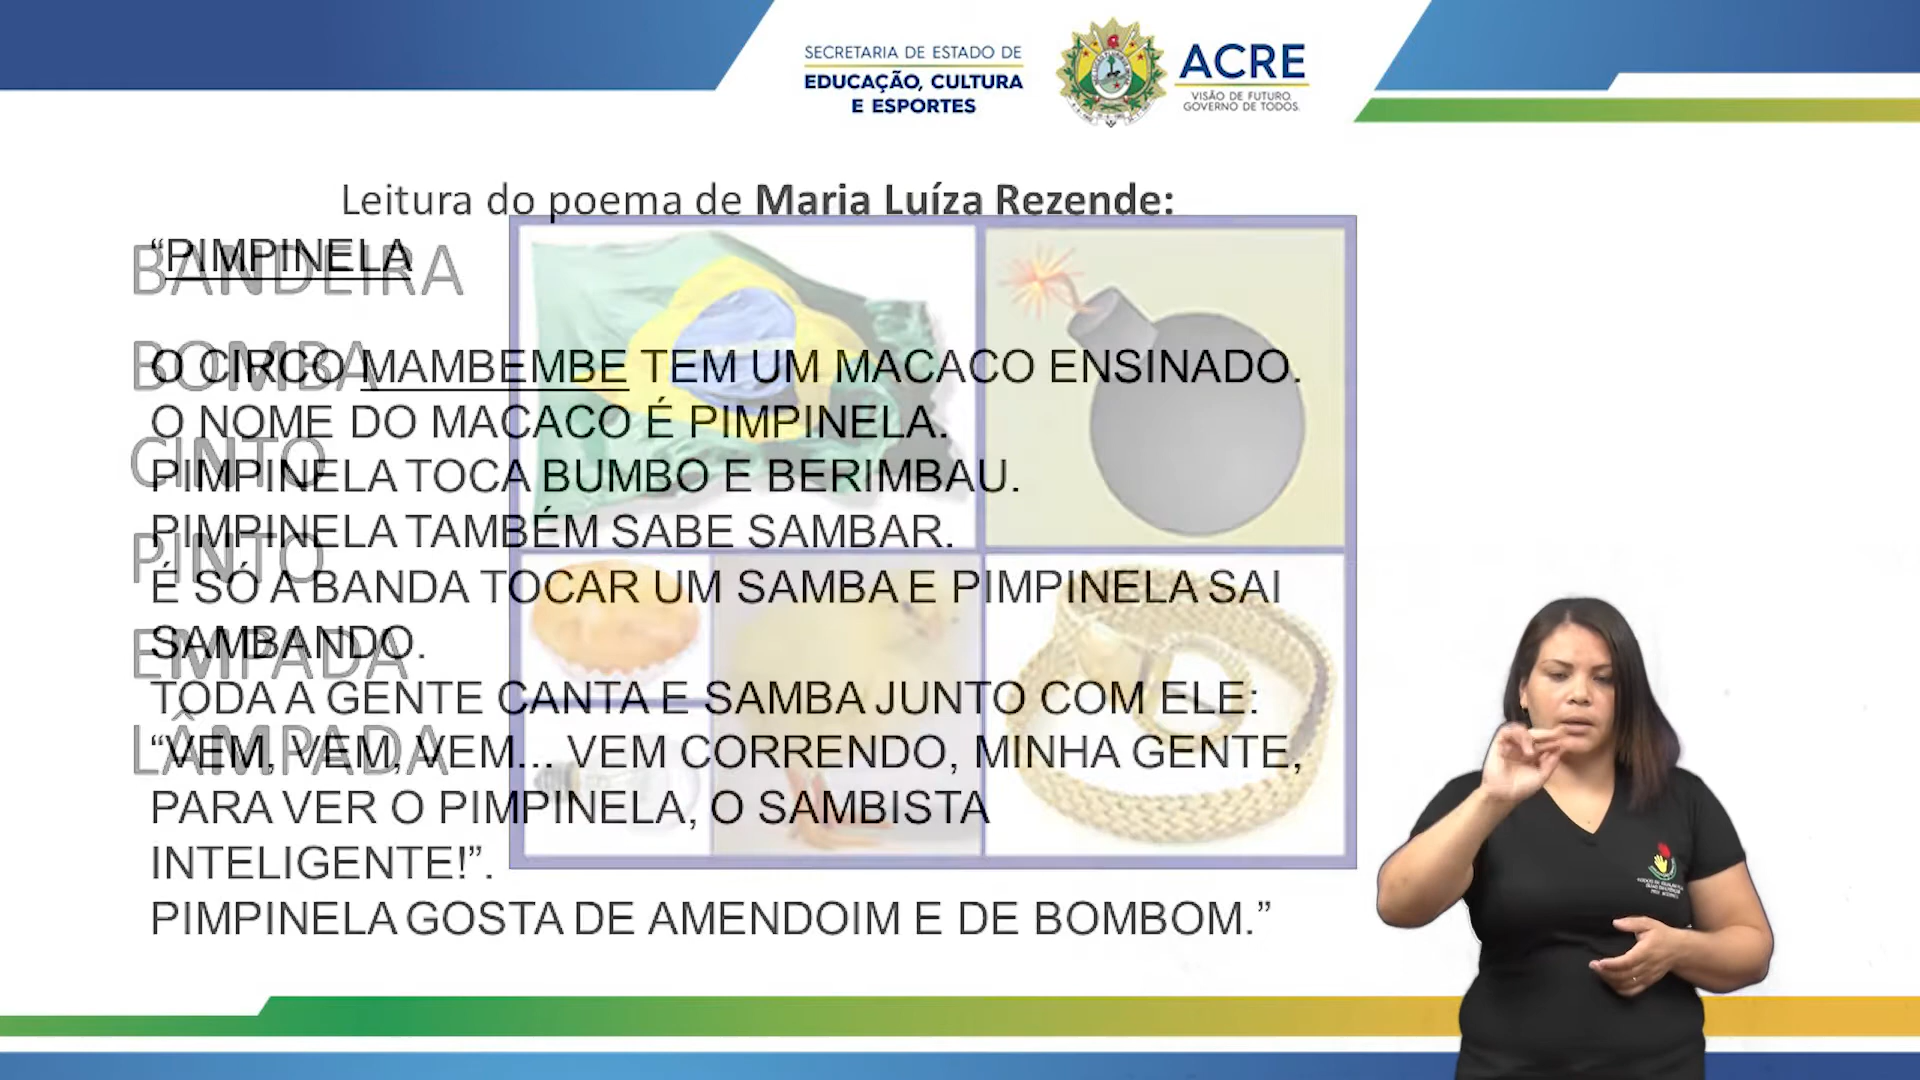 SECRETARIA DE ESTADO DE
EDUCAÇÃO, CULTURA
E ESPORTES
ACRE
VISÃO DE FUTURO.
GOVERNO DE TODOS.
Leitura do poema de Maria Luíza Rezende:
“PIMPINELA
O CIRCO MAMBEMBE TEM UM MACACO ENSINADO.
O NOME DO MACACO É PIMPINELA.
PIMPINELA TOCA BUMBO E BERIMBAU.
PIMPINELA TAMBÉM SABE SAMBAR.
É SÓ A BANDA TOCAR UM SAMBA E PIMPINELA SAI
SAMBANDO.
TODA A GENTE CANTA E SAMBA JUNTO COM ELE:
“VEM, VEM, VEM... VEM CORRENDO, MINHA GENTE,
PARA VER O PIMPINELA, O SAMBISTA
INTELIGENTE!”.
PIMPINELA GOSTA DE AMENDOIM E DE BOMBOM.”
BANDEIRA
BOMBA
CINTO
PINTO
EMPADA
LÂMPADA